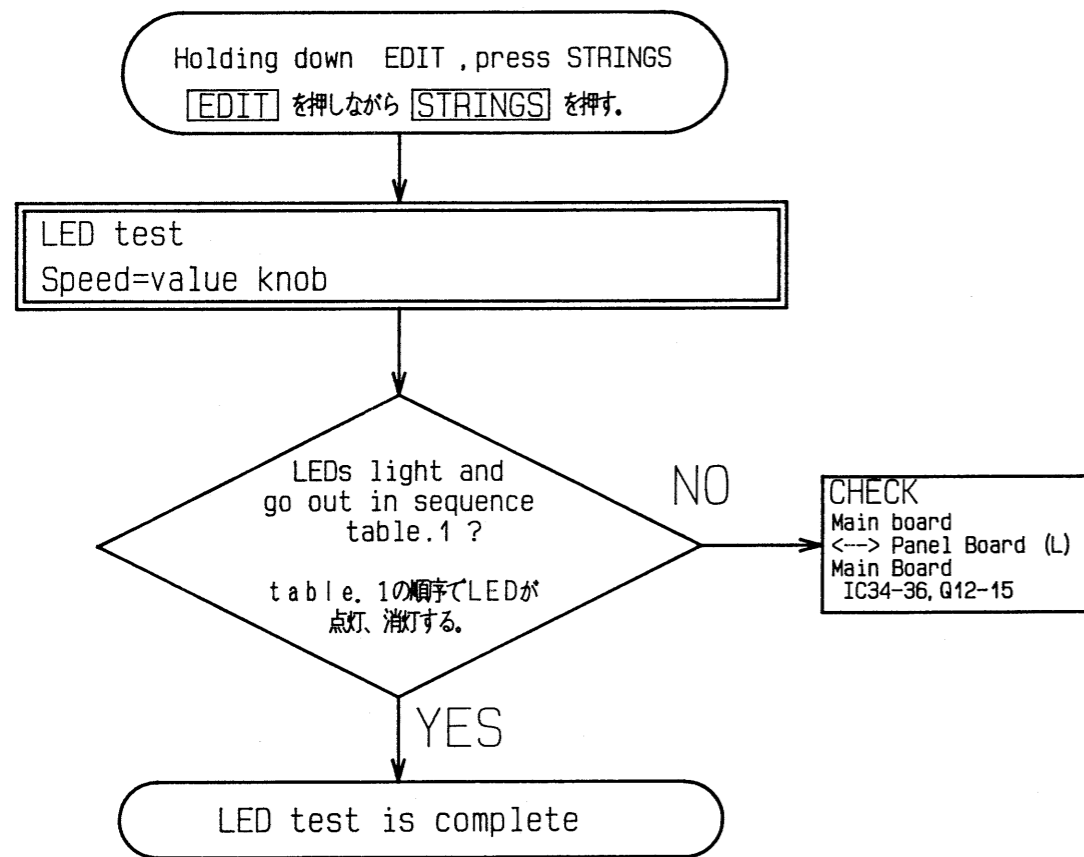 Holding down EDIT , press STRINGS
EDIT を押しながら STRINGS を押す。
LED test
Speed=value knob
LEDs light and
go out in sequence
table.1 ?
table. 1の順序でLEDが
点灯、消灯する。
NO
CHECK
Main board
<---> Panel Board (L)
Main Board
IC34-36, Q12-15
YES
LED test is complete